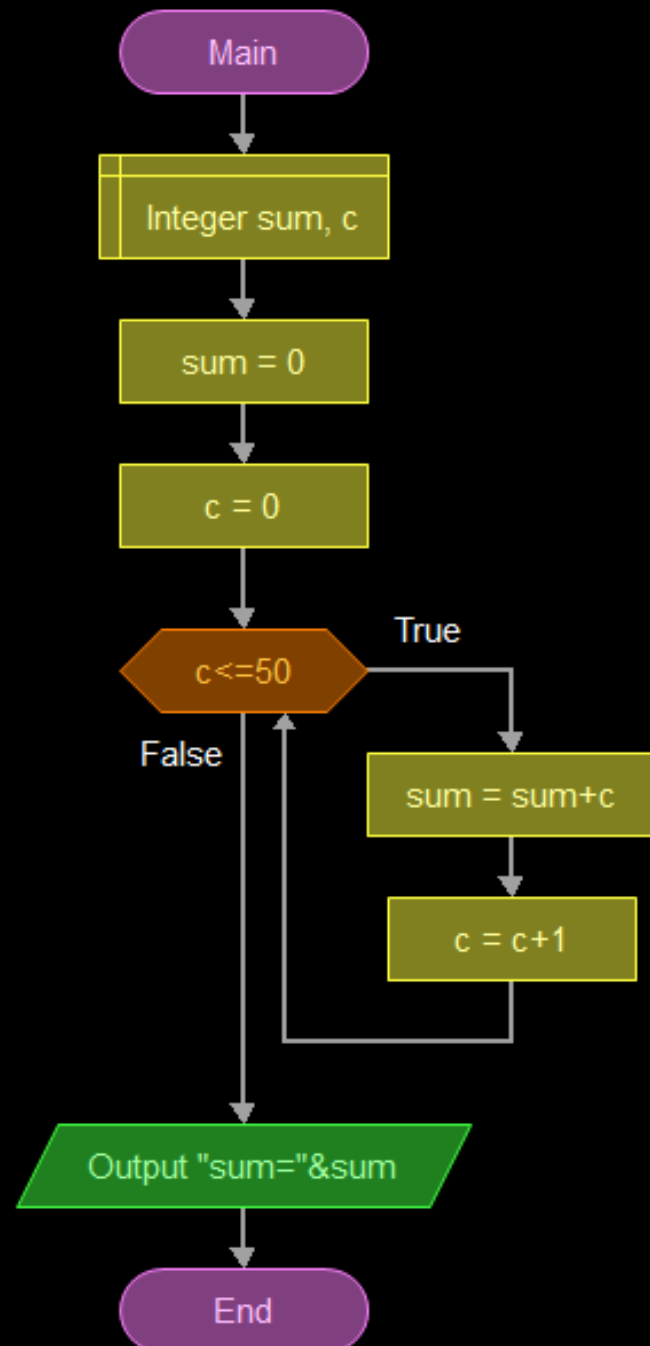 Main
Integer sum, c
sum = 0
c = 0
c<=50
True
False
sum = sum+c
c = c+1
Output "sum="&sum
End